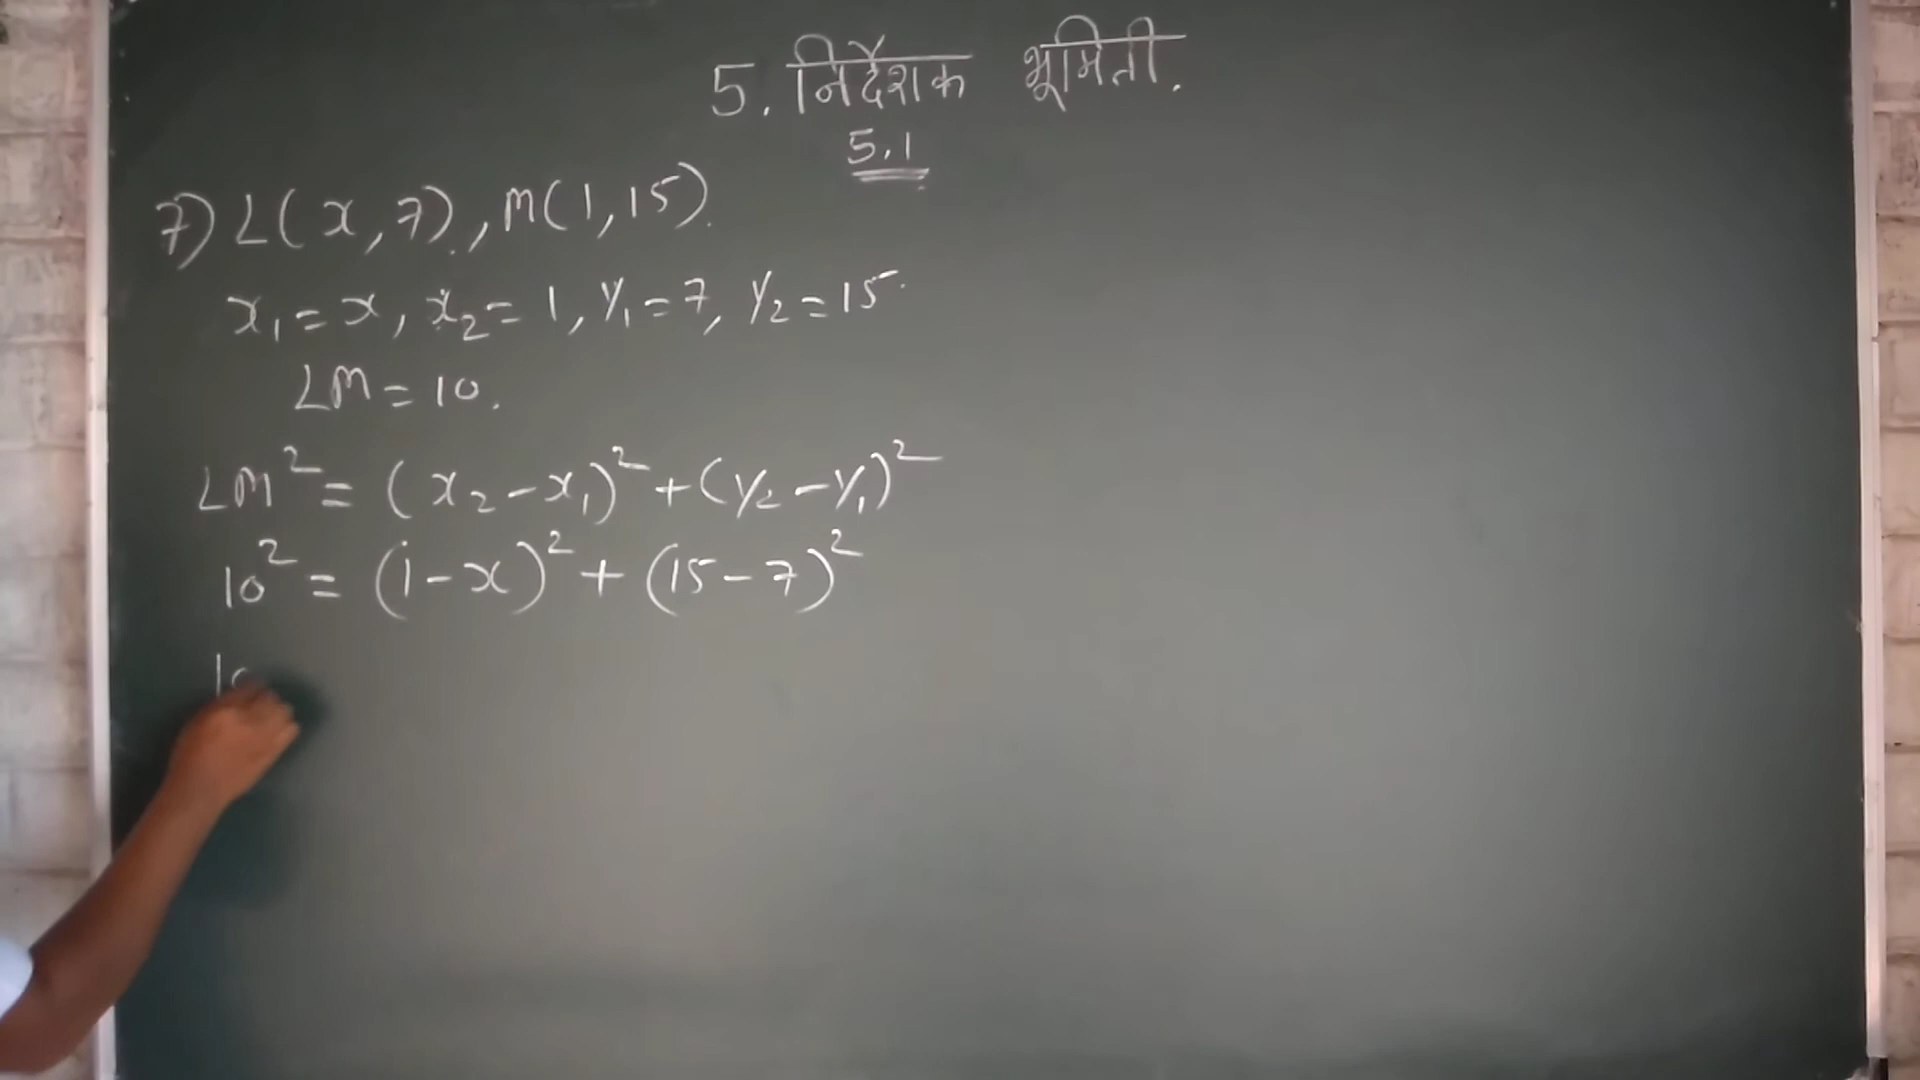 5. निर्देशक भूमिती.
5.1
7) L(x, 7), M(1, 15).
x₁ = x, x₂ = 1, y₁ = 7, y₂ = 15.
LM = 10.
LM² = (x₂ - x₁)² + (y₂ - y₁)²
10² = (1 - x)² + (15 - 7)²